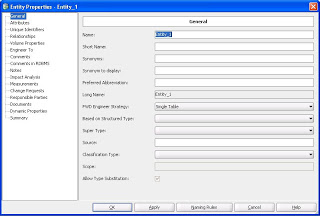 Entity Properties - Entity_1
General
Attributes
Unique Identifiers
Relationships
Volume Properties
Engineer To
Comments
Comments in RDBMS
Notes
Impact Analysis
Measurements
Change Requests
Responsible Parties
Documents
Dynamic Properties
Summary
General
Name:
Entity_1
Short Name:
Synonyms:
Synonym to display:
Preferred Abbreviation:
Long Name:
Entity_1
FWD Engineer Strategy:
Single Table
Based on Structured Type:
Super Type:
Source:
Classification Type:
Scope:
Allow Type Substitution:
OK
Apply
Naming Rules
Cancel
Help